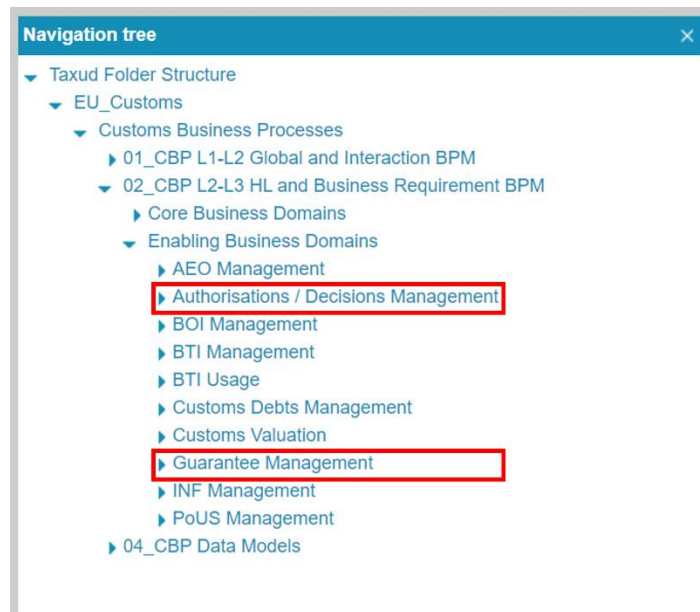 Navigation tree
Taxud Folder Structure
EU_Customs
Customs Business Processes
01_CBP L1-L2 Global and Interaction BPM
02_CBP L2-L3 HL and Business Requirement BPM
Core Business Domains
Enabling Business Domains
AEO Management
Authorisations / Decisions Management
BOI Management
BTI Management
BTI Usage
Customs Debts Management
Customs Valuation
Guarantee Management
INF Management
PoUS Management
04_CBP Data Models